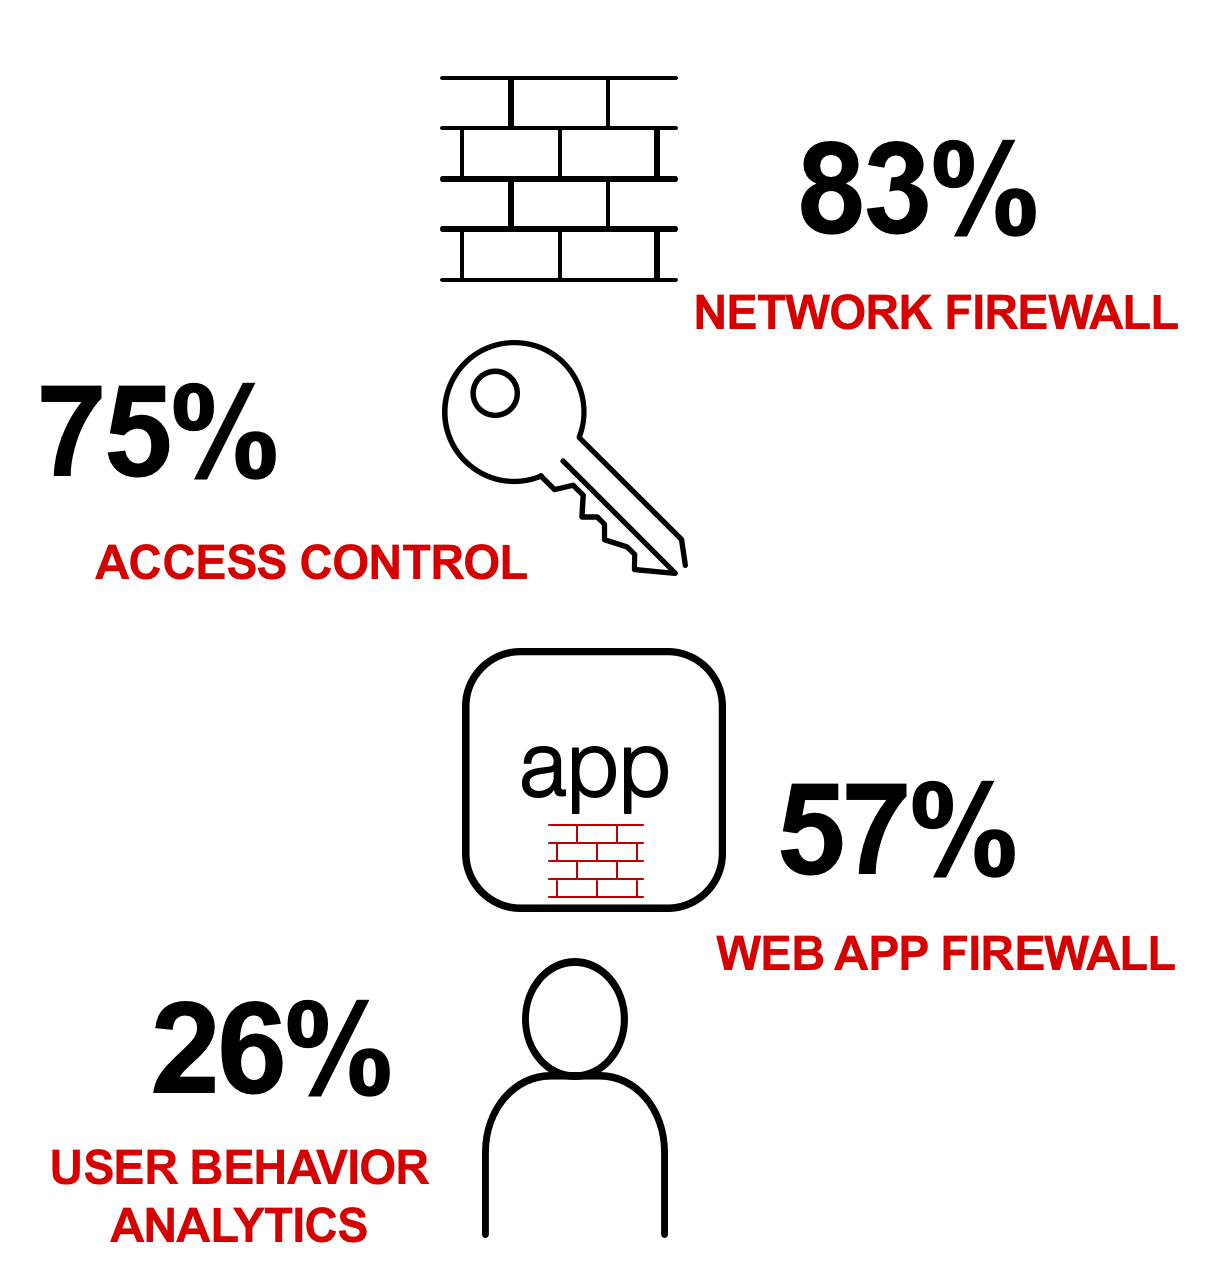 83%
NETWORK FIREWALL
75%
ACCESS CONTROL
app
57%
WEB APP FIREWALL
26%
USER BEHAVIOR
ANALYTICS